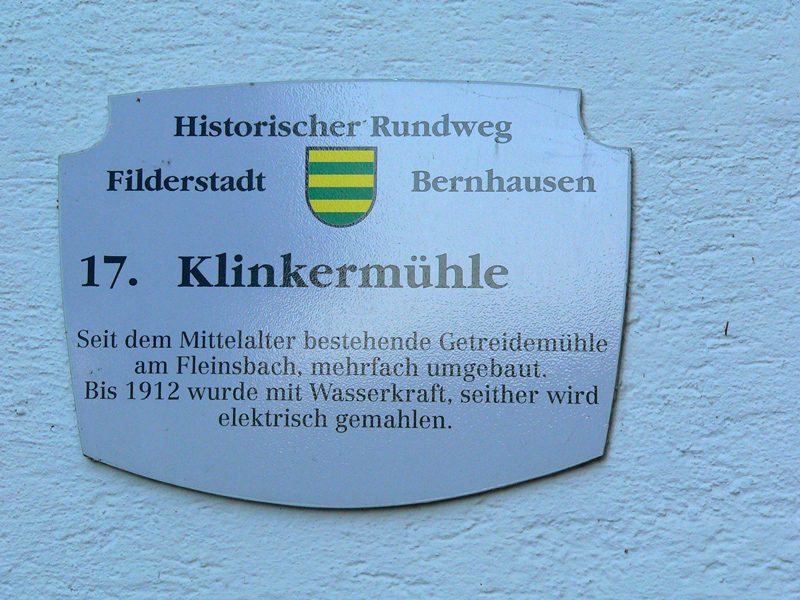 Historischer Rundweg
Filderstadt Bernhausen
17. Klinkermühle
Seit dem Mittelalter bestehende Getreidemühle
am Fleinsbach, mehrfach umgebaut.
Bis 1912 wurde mit Wasserkraft, seither wird
elektrisch gemahlen.